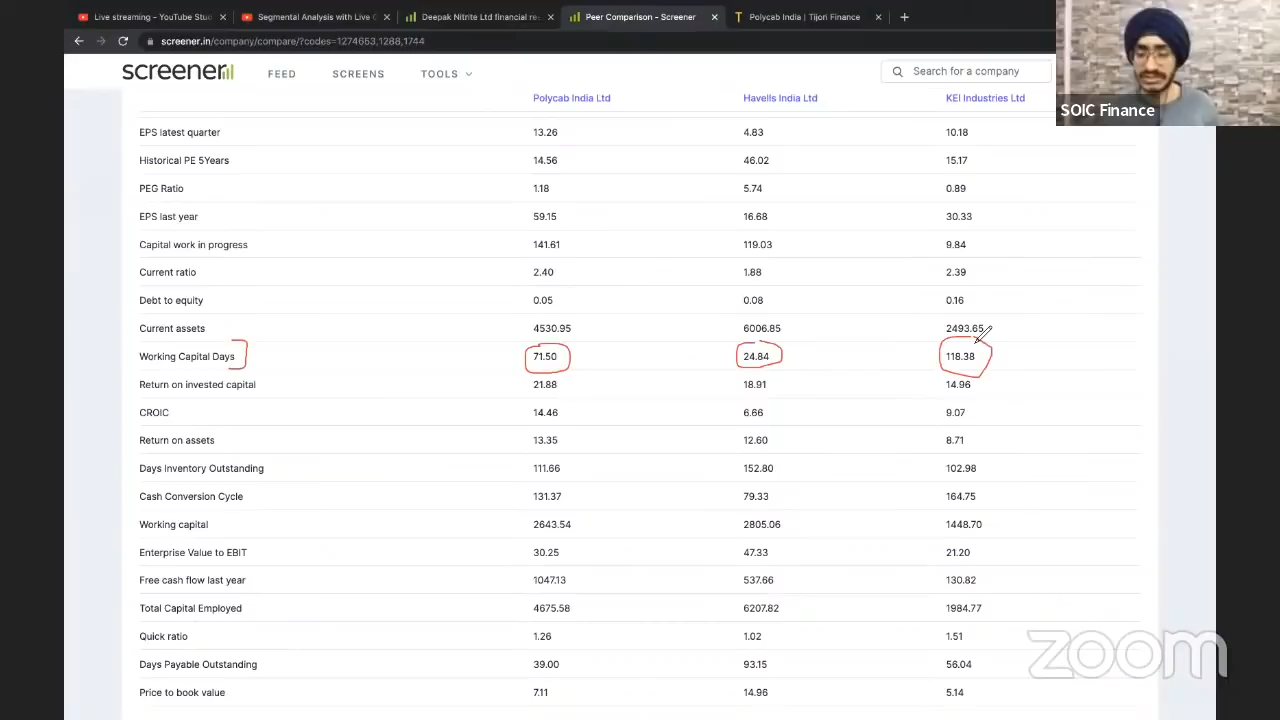 Live streaming - YouTube Stu
Segmental Analysis with Live
Deepak Nitrite Ltd financial re
Peer Comparison - Screener
Polycab India | Tijori Finance
screener.in/company/compare/?codes=1274653,1288,1744
screener
FEED
SCREENS
TOOLS
Search for a company
SOIC Finance
Polycab India Ltd Havells India Ltd KEI Industries Ltd
EPS latest quarter 13.26 4.83 10.18
Historical PE 5Years 14.56 46.02 15.17
PEG Ratio 1.18 5.74 0.89
EPS last year 59.15 16.68 30.33
Capital work in progress 141.61 119.03 9.84
Current ratio 2.40 1.88 2.39
Debt to equity 0.05 0.08 0.16
Current assets 4530.95 6006.85 2493.65
Working Capital Days 71.50 24.84 118.38
Return on invested capital 21.88 18.91 14.96
CROIC 14.46 6.66 9.07
Return on assets 13.35 12.60 8.71
Days Inventory Outstanding 111.66 152.80 102.98
Cash Conversion Cycle 131.37 79.33 164.75
Working capital 2643.54 2805.06 1448.70
Enterprise Value to EBIT 30.25 47.33 21.20
Free cash flow last year 1047.13 537.66 130.82
Total Capital Employed 4675.58 6207.82 1984.77
Quick ratio 1.26 1.02 1.51
Days Payable Outstanding 39.00 93.15 56.04
Price to book value 7.11 14.96 5.14
zoom